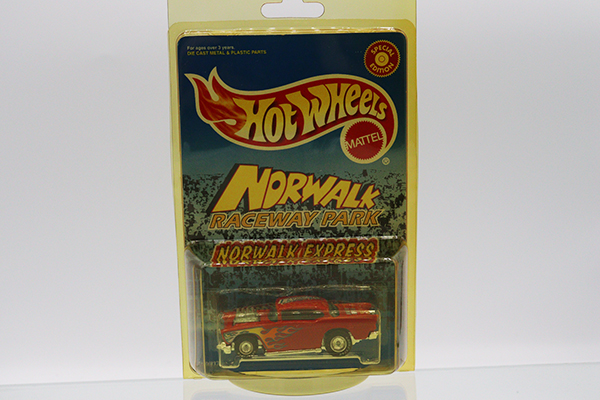 For ages over 3 years.
DIE CAST METAL & PLASTIC PARTS
SPECIAL
EDITION
HOT WHEELS
MATTEL
®
NORWALK
RACEWAY PARK
NORWALK EXPRESS